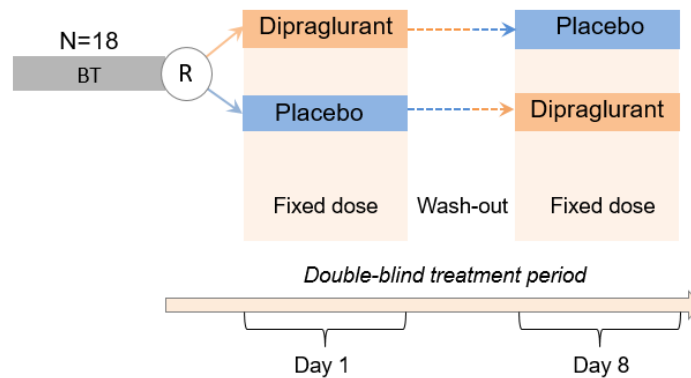 N=18
BT
R
Dipraglurant
Placebo
Placebo
Dipraglurant
Fixed dose
Wash-out
Fixed dose
Double-blind treatment period
Day 1
Day 8